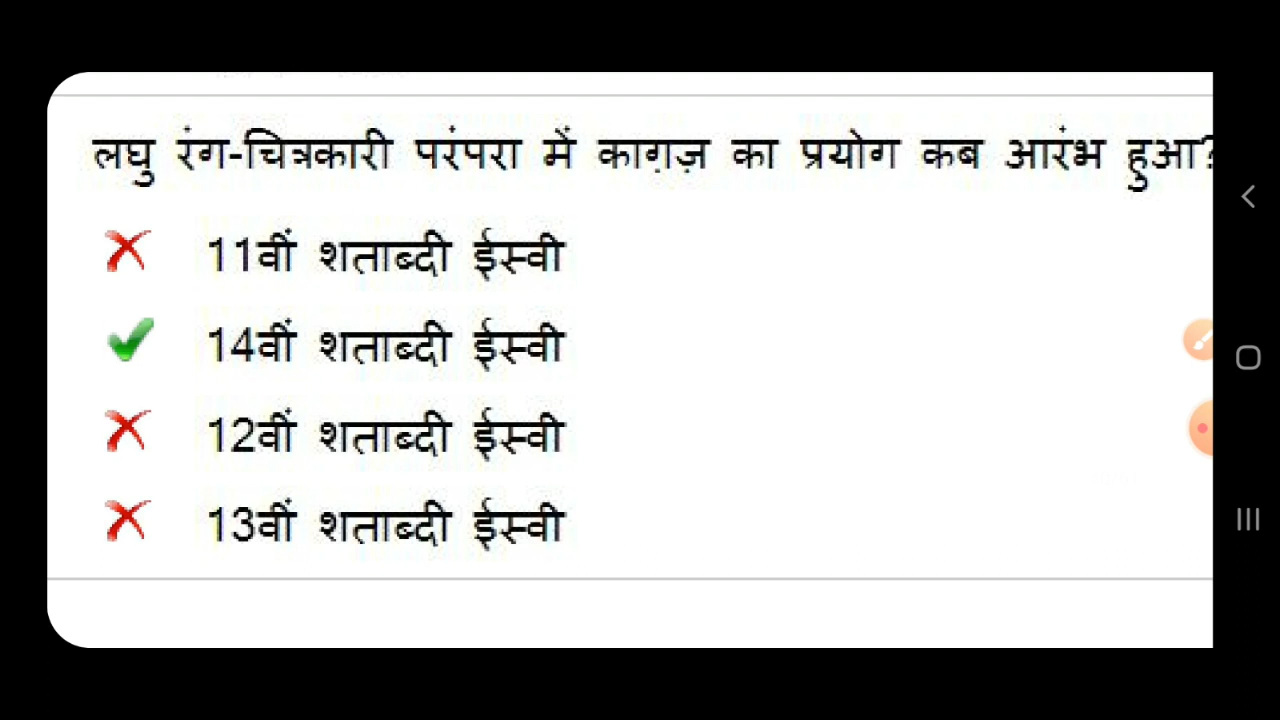 लघु रंग-चित्रकारी परंपरा में काग़ज़ का प्रयोग कब आरंभ हुआ?
11वीं शताब्दी ईस्वी
14वीं शताब्दी ईस्वी
12वीं शताब्दी ईस्वी
13वीं शताब्दी ईस्वी